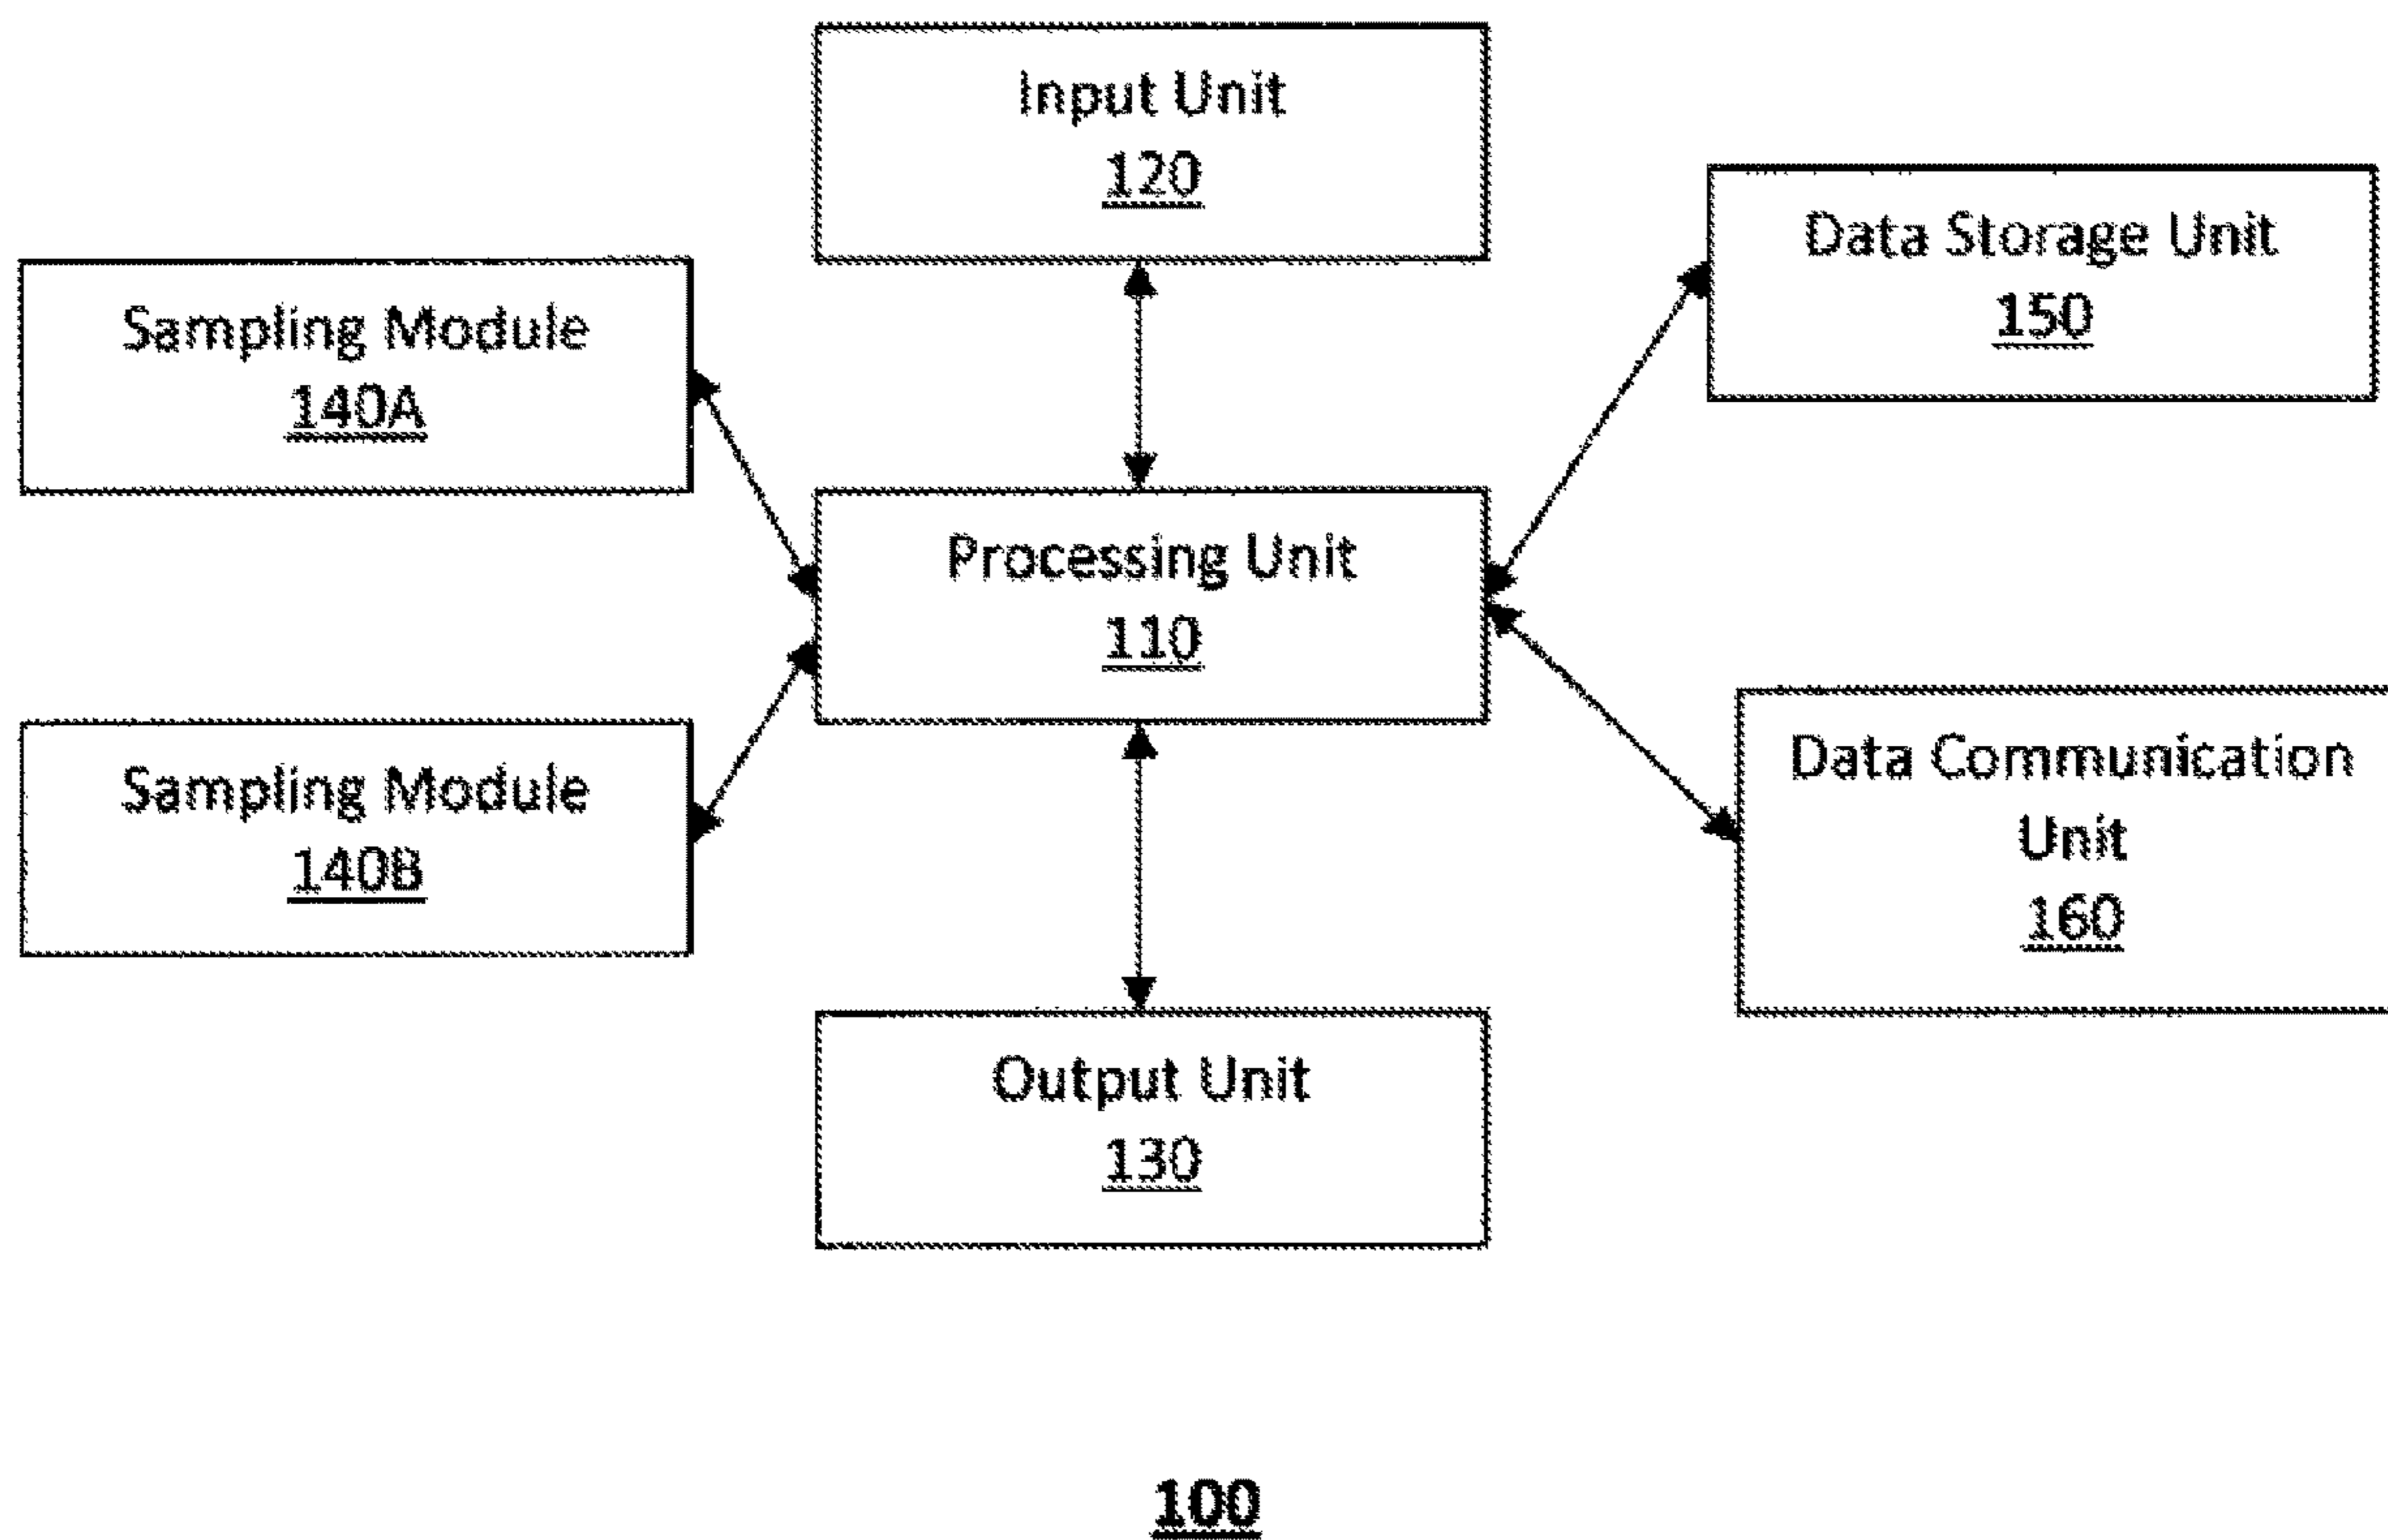 Input Unit
120
Data Storage Unit
150
Sampling Module
140A
Processing Unit
110
Sampling Module
140B
Data Communication
Unit
160
Output Unit
130
100